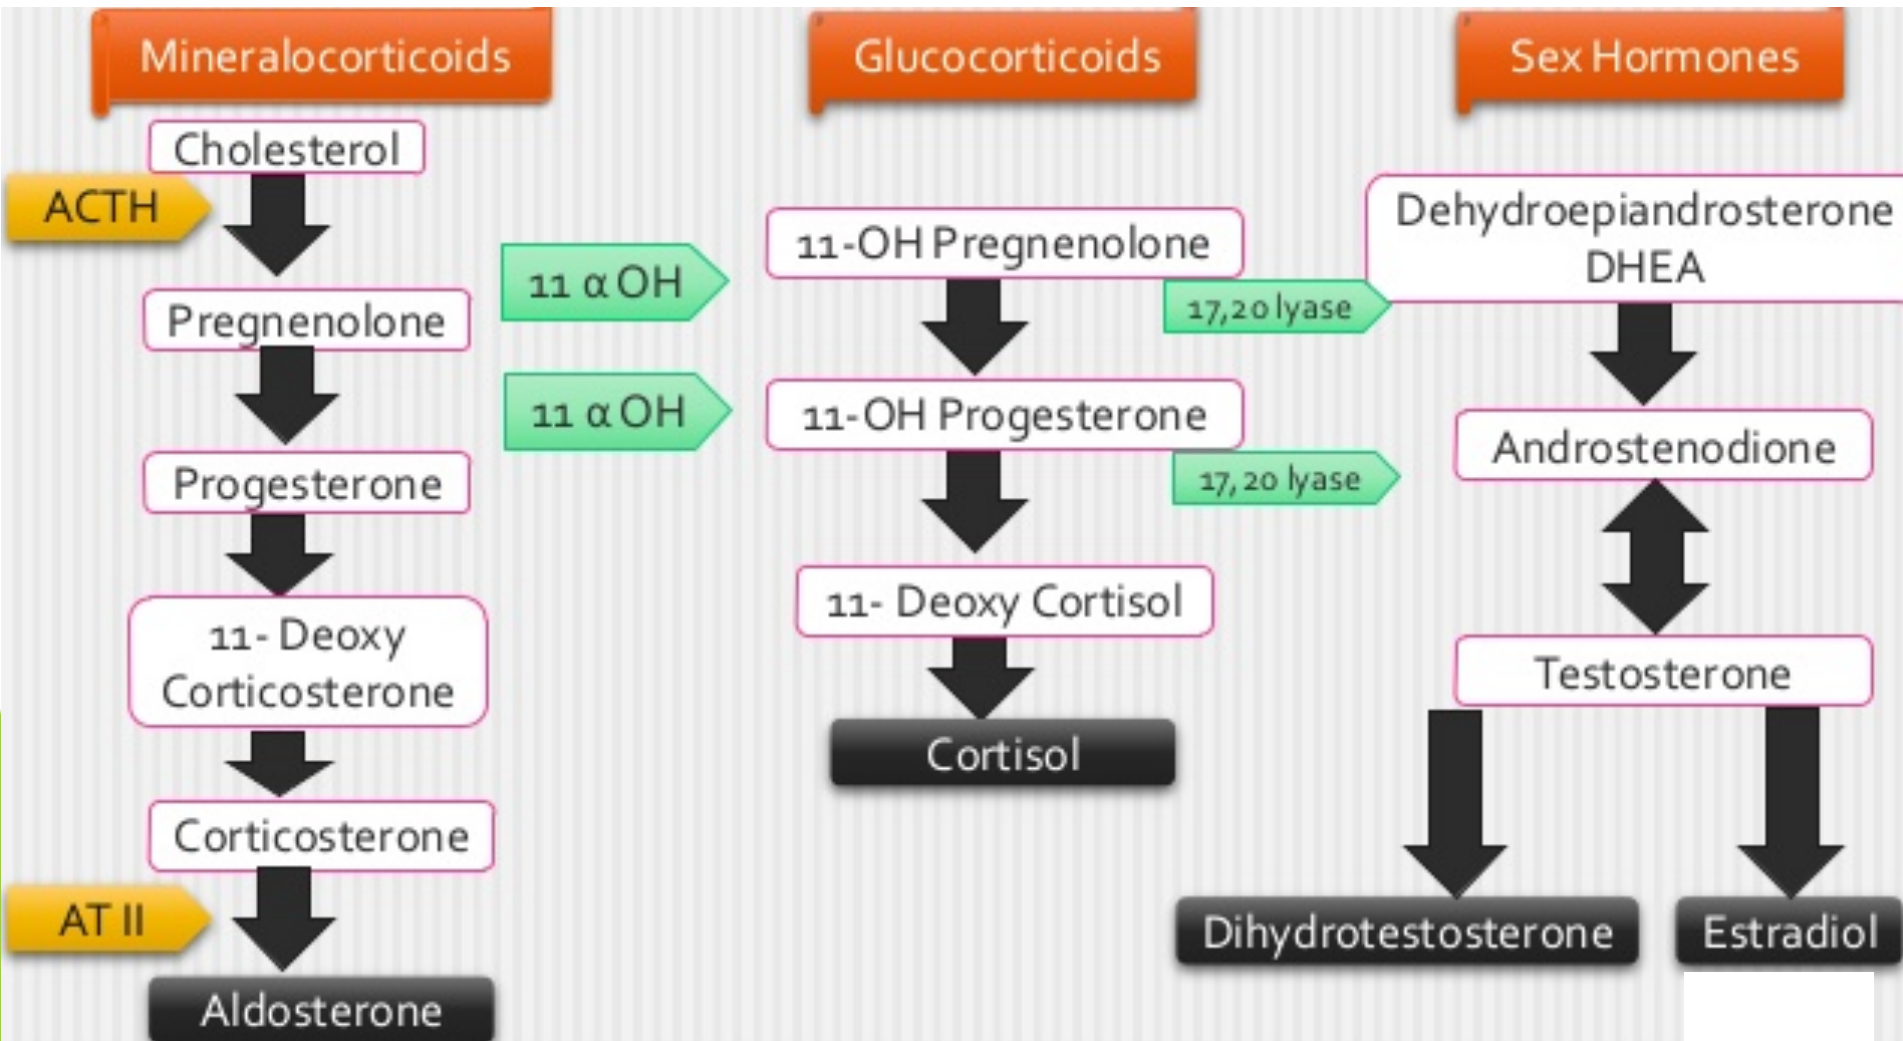 Mineralocorticoids
Cholesterol
ACTH
Pregnenolone
Progesterone
11- Deoxy
Corticosterone
Corticosterone
AT II
Aldosterone
Glucocorticoids
11 α OH
11-OH Pregnenolone
11 α OH
11-OH Progesterone
11- Deoxy Cortisol
Cortisol
Sex Hormones
17,20 lyase
Dehydroepiandrosterone
DHEA
17,20 lyase
Androstenodione
Testosterone
Dihydrotestosterone
Estradiol